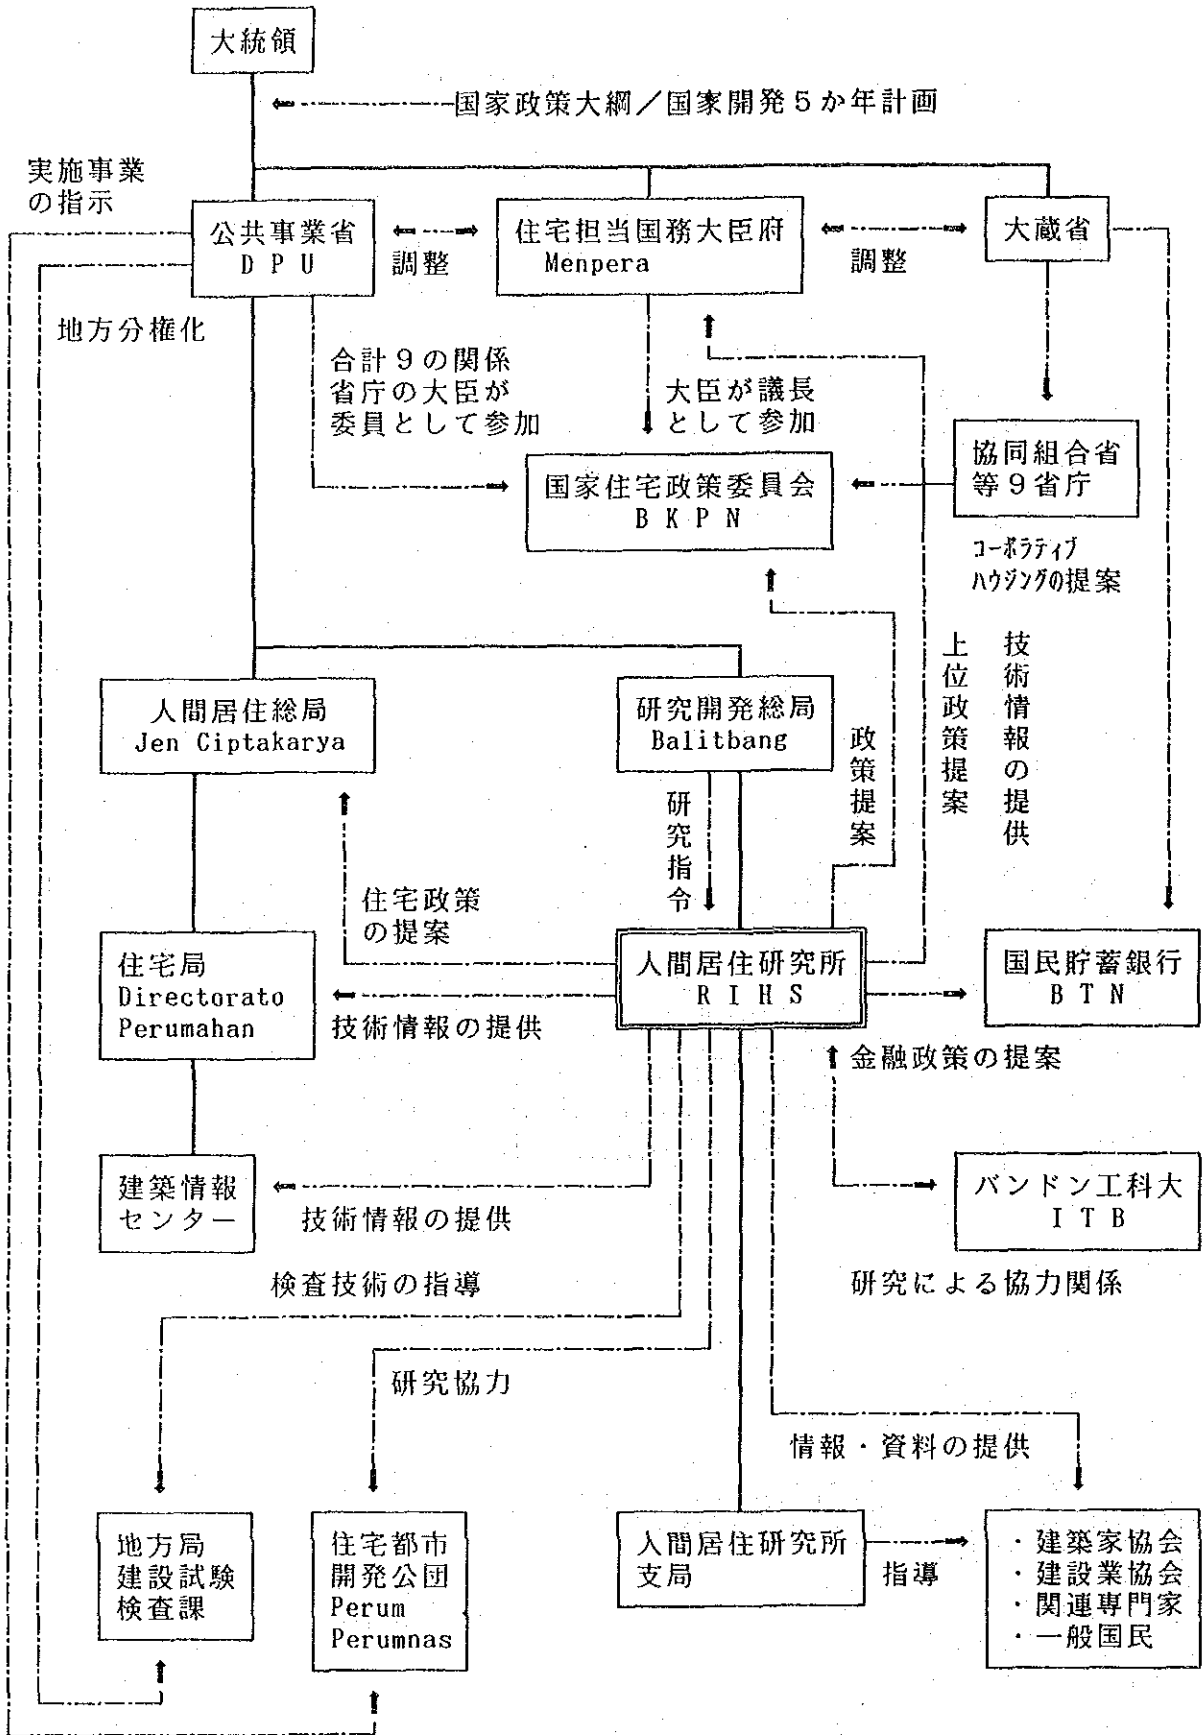 大統領
国家政策大綱／国家開発５か年計画
実施事業
の指示
公共事業省
ＤＰＵ
調整
住宅担当国務大臣府
Menpera
調整
大蔵省
地方分権化
合計９の関係
省庁の大臣が
委員として参加
大臣が議長
として参加
協同組合省
等９省庁
国家住宅政策委員会
ＢＫＰＮ
コーポラティブ
ハウジングの提案
人間居住総局
Jen Ciptakarya
研究開発総局
Balitbang
研究指令
政策提案
上位政策提案
技術情報の提供
住宅政策
の提案
住宅局
Directorato
Perumahan
技術情報の提供
人間居住研究所
ＲＩＨＳ
国民貯蓄銀行
ＢＴＮ
金融政策の提案
建築情報
センター
技術情報の提供
バンドン工科大
ＩＴＢ
検査技術の指導
研究による協力関係
研究協力
情報・資料の提供
地方局
建設試験
検査課
住宅都市
開発公団
Perum
Perumnas
人間居住研究所
支局
指導
・建築家協会
・建設業協会
・関連専門家
・一般国民